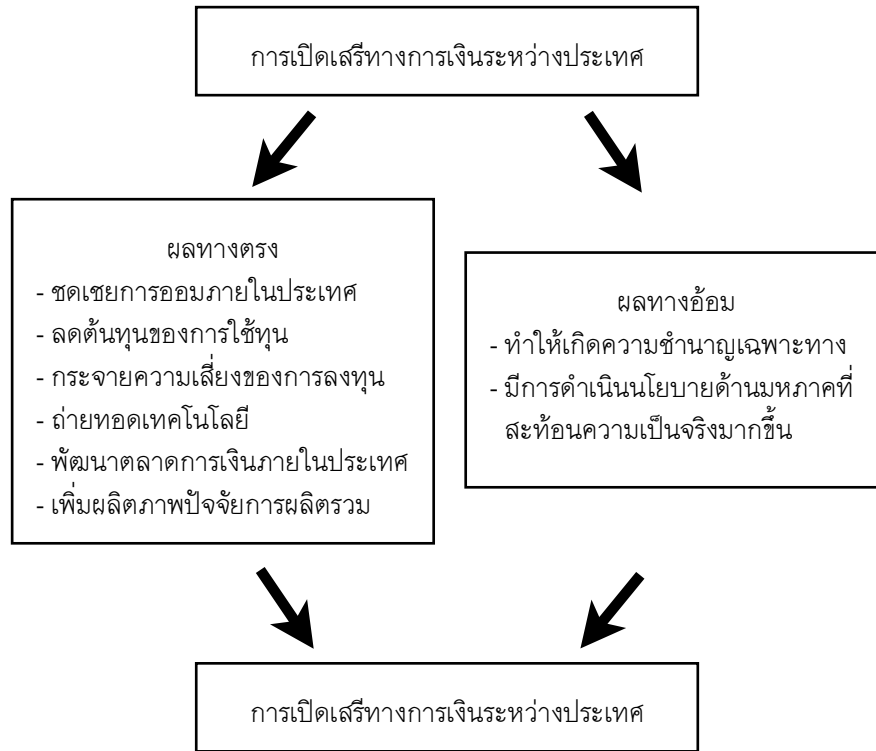 การเปิดเสรีทางการเงินระหว่างประเทศ
ผลทางตรง
- ชดเชยการออมภายในประเทศ
- ลดต้นทุนของการใช้ทุน
- กระจายความเสี่ยงของการลงทุน
- ถ่ายทอดเทคโนโลยี
- พัฒนาตลาดการเงินภายในประเทศ
- เพิ่มผลิตภาพปัจจัยการผลิตรวม
ผลทางอ้อม
- ทำให้เกิดความชำนาญเฉพาะทาง
- มีการดำเนินนโยบายด้านมหภาคที่
สะท้อนความเป็นจริงมากขึ้น
การเปิดเสรีทางการเงินระหว่างประเทศ